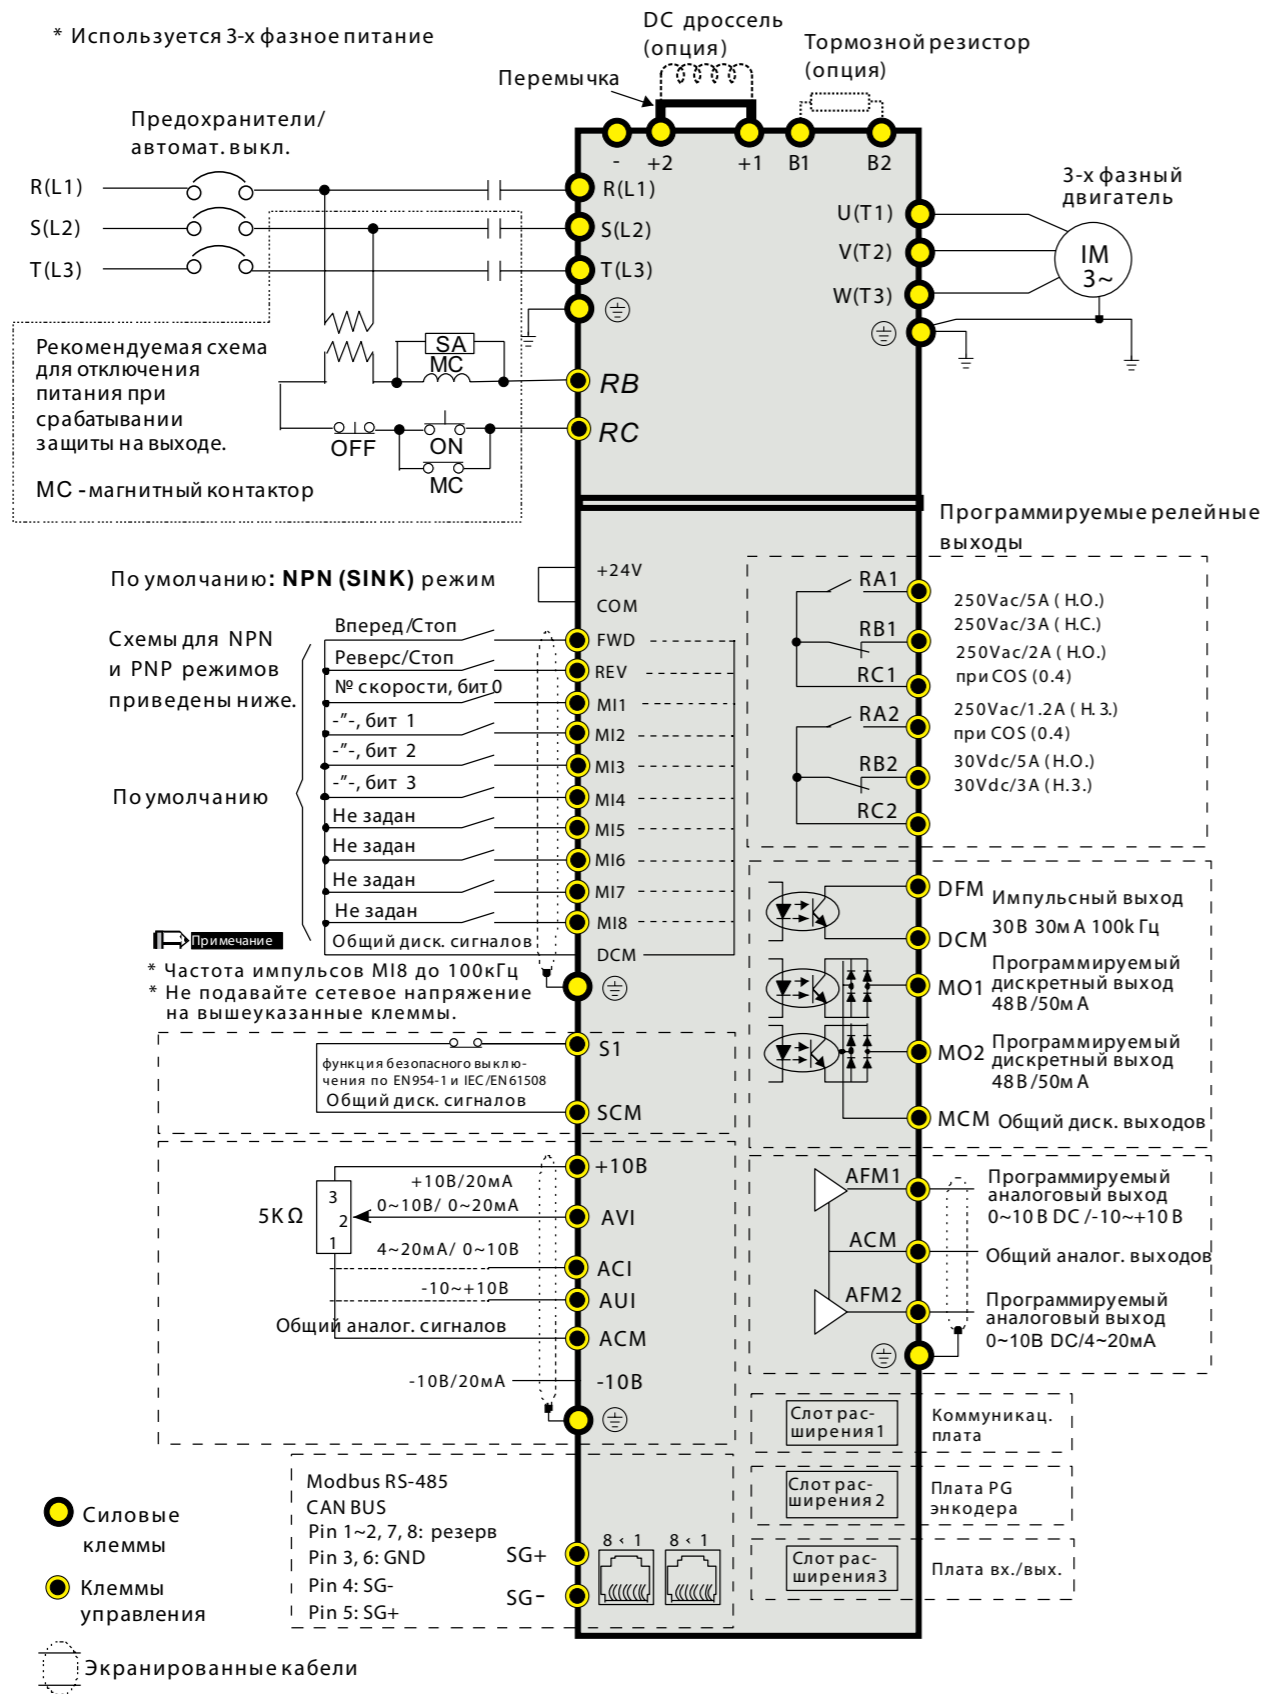 * Используется 3-х фазное питание
DC дроссель
(опция)
Тормозной резистор
(опция)
Перемычка
Предохранители/
автомат. выкл.
- +2 +1 B1 B2
R(L1)
S(L2)
T(L3)
R(L1)
S(L2)
T(L3)
U(T1)
V(T2)
W(T3)
3-х фазный
двигатель
IM
3~
Рекомендуемая схема
для отключения
питания при
срабатывании
защиты на выходе.
MC - магнитный контактор
SA
MC
OFF
ON
MC
RB
RC
По умолчанию: NPN (SINK) режим
Схемы для NPN
и PNP режимов
приведены ниже.
По умолчанию
Вперед/Стоп
Реверс/Стоп
№ скорости, бит 0
-"-, бит 1
-"-, бит 2
-"-, бит 3
Не задан
Не задан
Не задан
Не задан
Общий диск. сигналов
+24V
COM
FWD
REV
MI1
MI2
MI3
MI4
MI5
MI6
MI7
MI8
DCM
Примечание
* Частота импульсов MI8 до 100кГц
* Не подавайте сетевое напряжение
на вышеуказанные клеммы.
Программируемые релейные
выходы
RA1
RB1
RC1
RA2
RB2
RC2
250Vac/5A ( Н.О.)
250Vac/3A ( Н.С.)
250Vac/2A ( Н.О.)
при COS (0.4)
250Vac/1.2A ( Н. З.)
при COS (0.4)
30Vdc/5A (Н.О.)
30Vdc/3A (Н.З.)
DFM
DCM
Импульсный выход
30В 30мА 100k Гц
MO1
Программируемый
дискретный выход
48В/50мА
MO2
Программируемый
дискретный выход
48В/50мА
MCM Общий диск. выходов
функция безопасного выклю-
чения по EN954-1 и IEC/EN61508
Общий диск. сигналов
S1
SCM
5KΩ
3
2
1
+10В/20мА
0~10В/ 0~20мА
4~20мА/ 0~10В
-10~+10В
Общий аналог. сигналов
-10В/20мА
+10В
AVI
ACI
AUI
ACM
-10В
AFM1
ACM
AFM2
Программируемый
аналоговый выход
0~10 В DC /-10~+10 В
Общий аналог. выходов
Программируемый
аналоговый выход
0~10В DC/4~20мА
Слот рас-
ширения1
Коммуникац.
плата
Слот рас-
ширения 2
Плата PG
энкодера
Слот рас-
ширения3
Плата вх./вых.
Modbus RS-485
CAN BUS
Pin 1~2, 7, 8: резерв
Pin 3, 6: GND
Pin 4: SG-
Pin 5: SG+
SG+
SG-
8 ‹ 1
8 ‹ 1
Силовые
клеммы
Клеммы
управления
Экранированные кабели